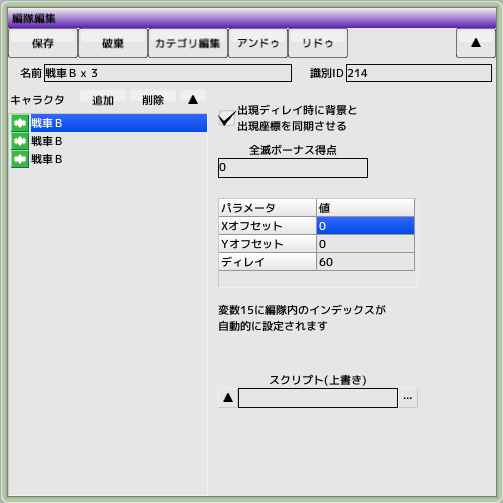 編隊編集
保存 破棄 カテゴリ編集 アンドゥ リドゥ ▲
名前 戦車Ｂｘ３ 識別ID 214
キャラクタ 追加 削除 ▲
戦車Ｂ
戦車Ｂ
戦車Ｂ
出現ディレイ時に背景と
出現座標を同期させる
全滅ボーナス得点
0
パラメータ 値
Xオフセット 0
Yオフセット 0
ディレイ 60
変数15に編隊内のインデックスが
自動的に設定されます
スクリプト(上書き)
▲ ...